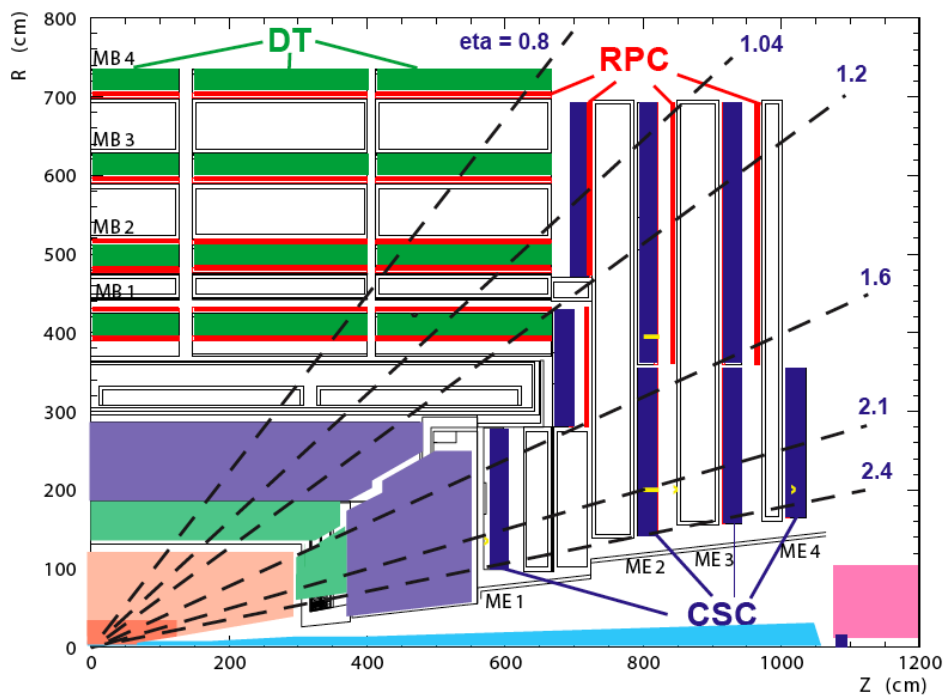 R (cm)
800
700
600
500
400
300
200
100
0
MB 4
MB 3
MB 2
MB 1
DT
eta = 0.8
1.04
RPC
1.2
1.6
2.1
2.4
ME 1
ME 2
ME 3
ME 4
CSC
0
200
400
600
800
1000
1200
Z (cm)